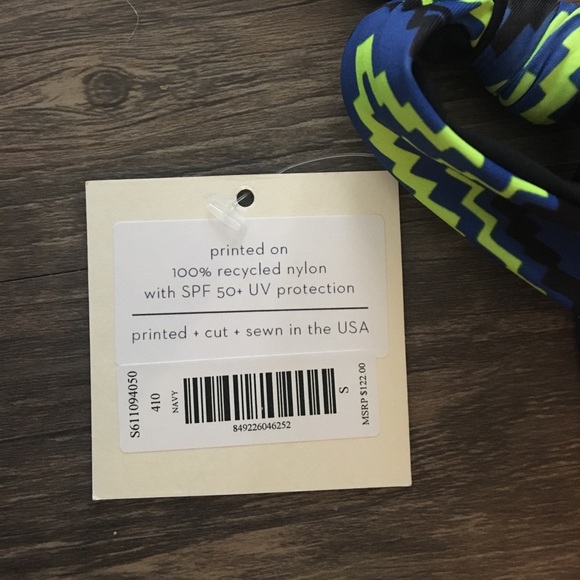 printed on
100% recycled nylon
with SPF 50+ UV protection
printed + cut + sewn in the USA
S611094050
410
NAVY
849226046252
S
MSRP $122.00